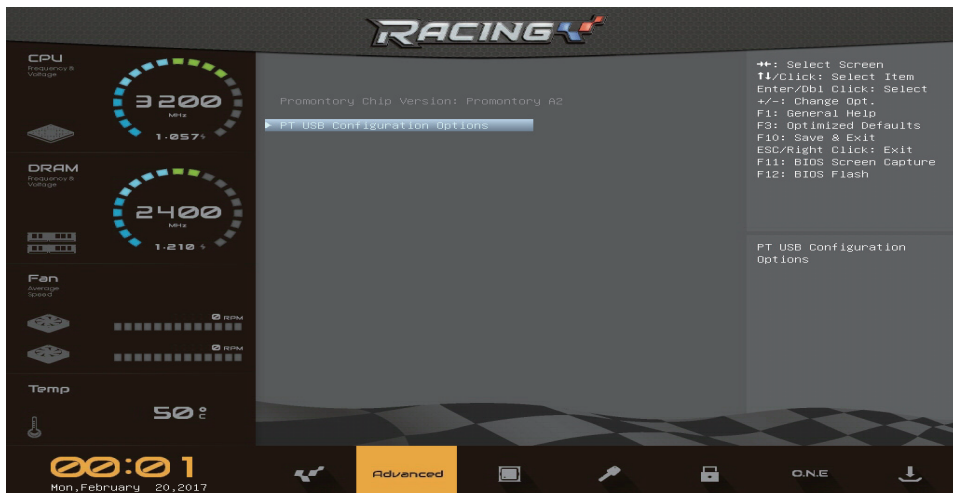 RACING
CPU
Frequency &
Voltage
3200
MHz
1.057
DRAM
Frequency &
Voltage
2400
MHz
1.210
Fan
Average
Speed
0 RPM
0 RPM
Temp
50 °C
Promontory Chip Version: Promontory A2
PT USB Configuration Options
→←: Select Screen
↑↓/Click: Select Item
Enter/Dbl Click: Select
+/-: Change Opt.
F1: General Help
F3: Optimized Defaults
F10: Save & Exit
ESC/Right Click: Exit
F11: BIOS Screen Capture
F12: BIOS Flash
PT USB Configuration
Options
00:01
Mon,February 20,2017
Advanced
O.N.E